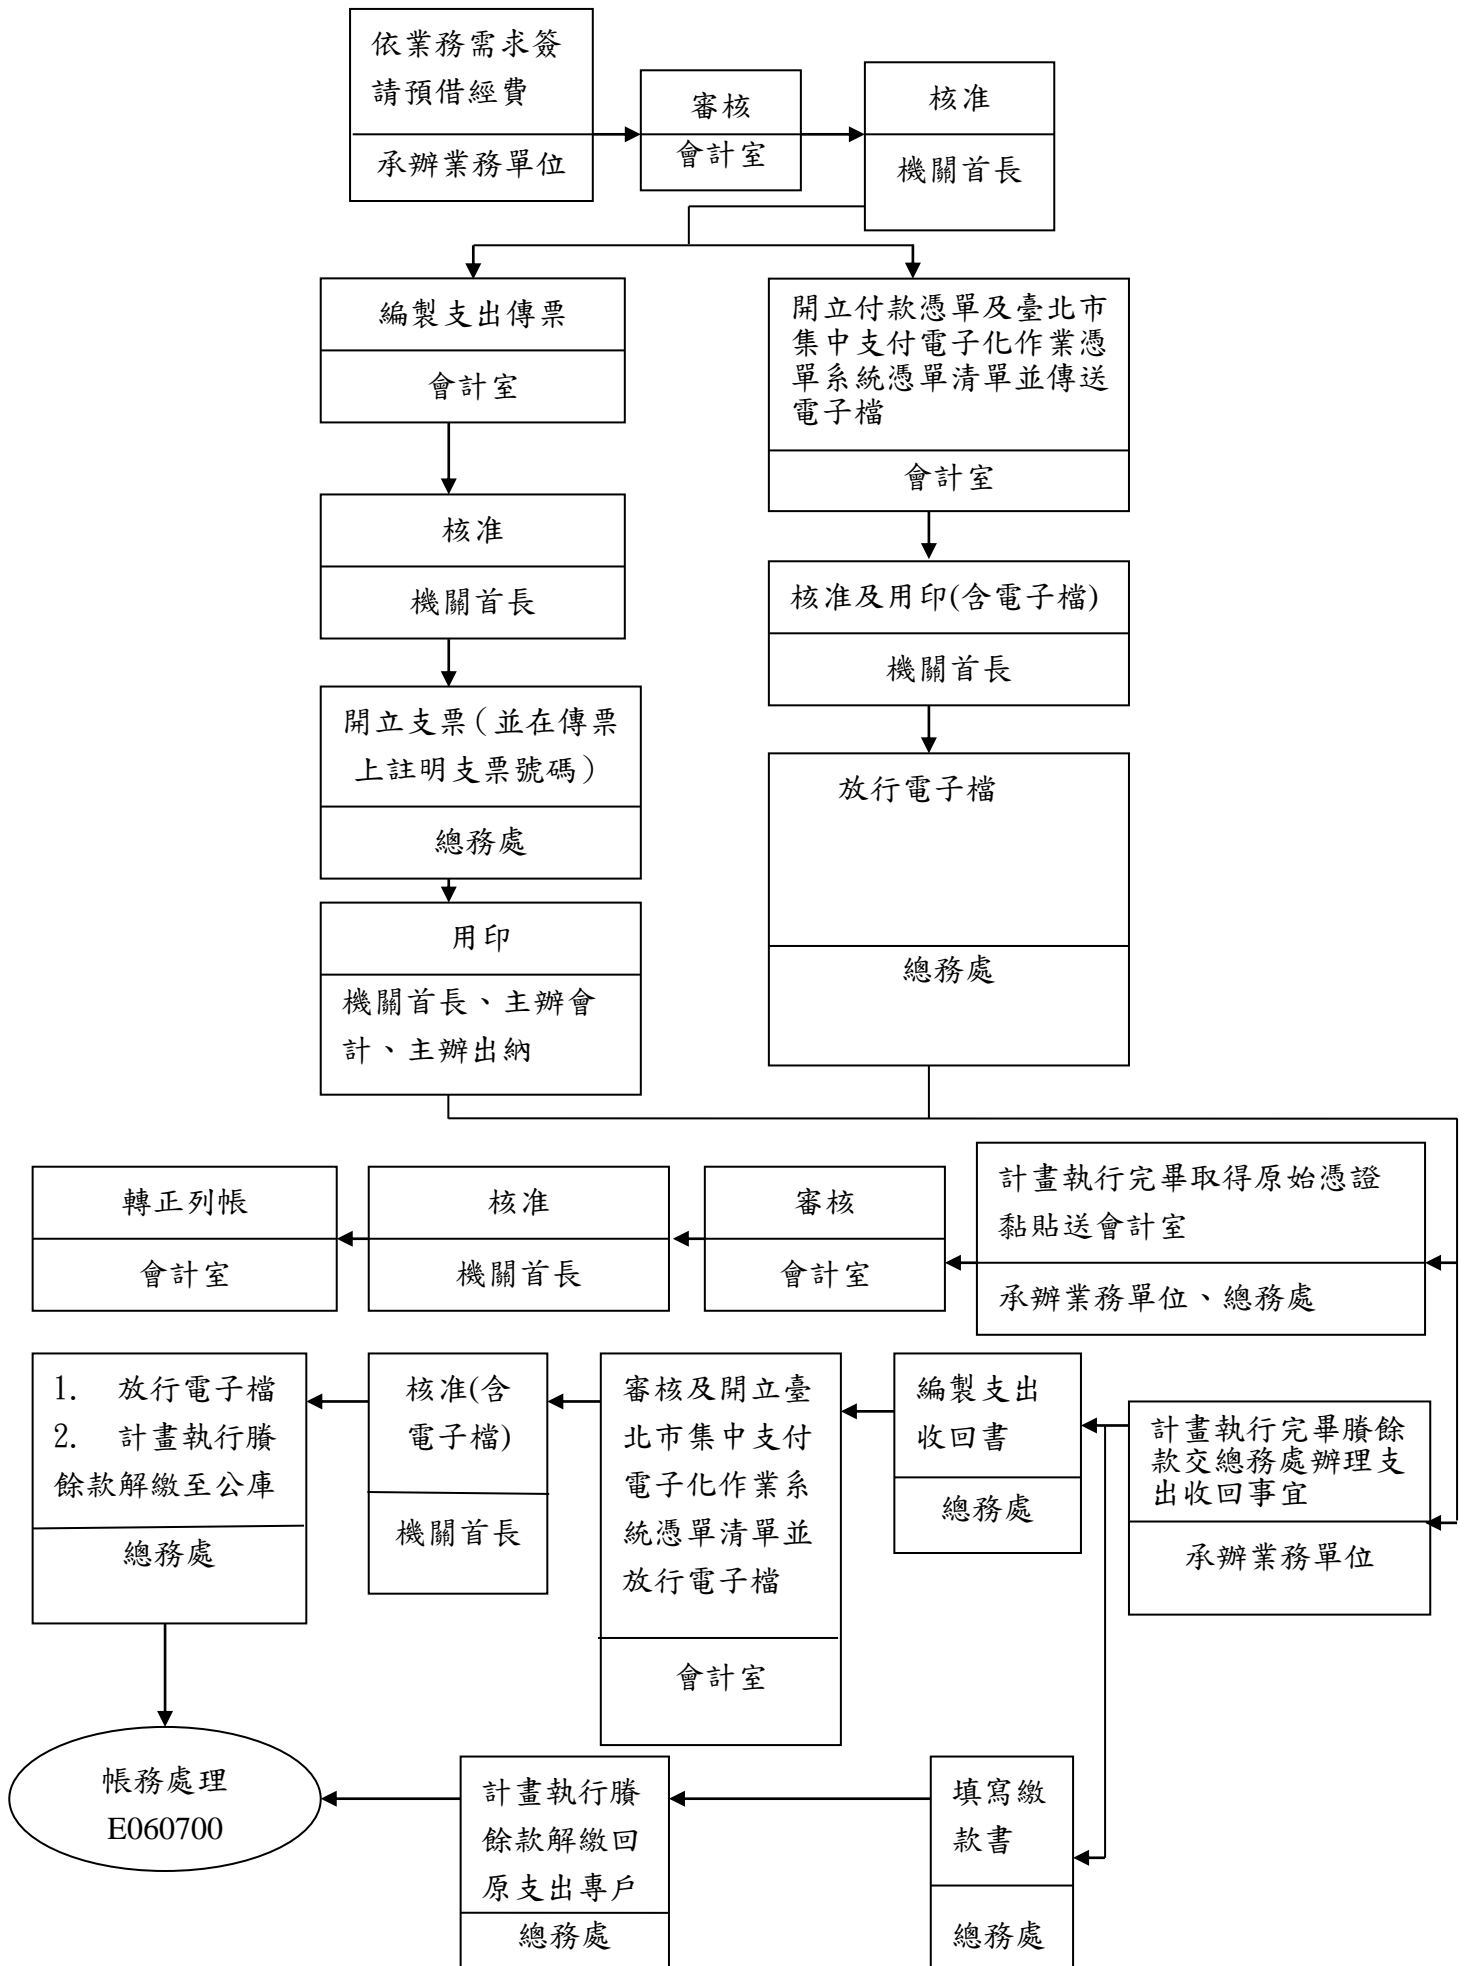 依業務需求簽
請預借經費
承辦業務單位
審核
會計室
核准
機關首長
編製支出傳票
會計室
核准
機關首長
開立支票（並在傳票
上註明支票號碼）
總務處
用印
機關首長、主辦會
計、主辦出納
開立付款憑單及臺北市
集中支付電子化作業憑
單系統憑單清單並傳送
電子檔
會計室
核准及用印(含電子檔)
機關首長
放行電子檔
總務處
計畫執行完畢取得原始憑證
黏貼送會計室
承辦業務單位、總務處
審核
會計室
核准
機關首長
轉正列帳
會計室
計畫執行完畢賸餘
款交總務處辦理支
出收回事宜
承辦業務單位
編製支出
收回書
總務處
審核及開立臺
北市集中支付
電子化作業系
統憑單清單並
放行電子檔
會計室
核准(含
電子檔)
機關首長
1. 放行電子檔
2. 計畫執行賸
餘款解繳至公庫
總務處
填寫繳
款書
總務處
計畫執行賸
餘款解繳回
原支出專戶
總務處
帳務處理
E060700